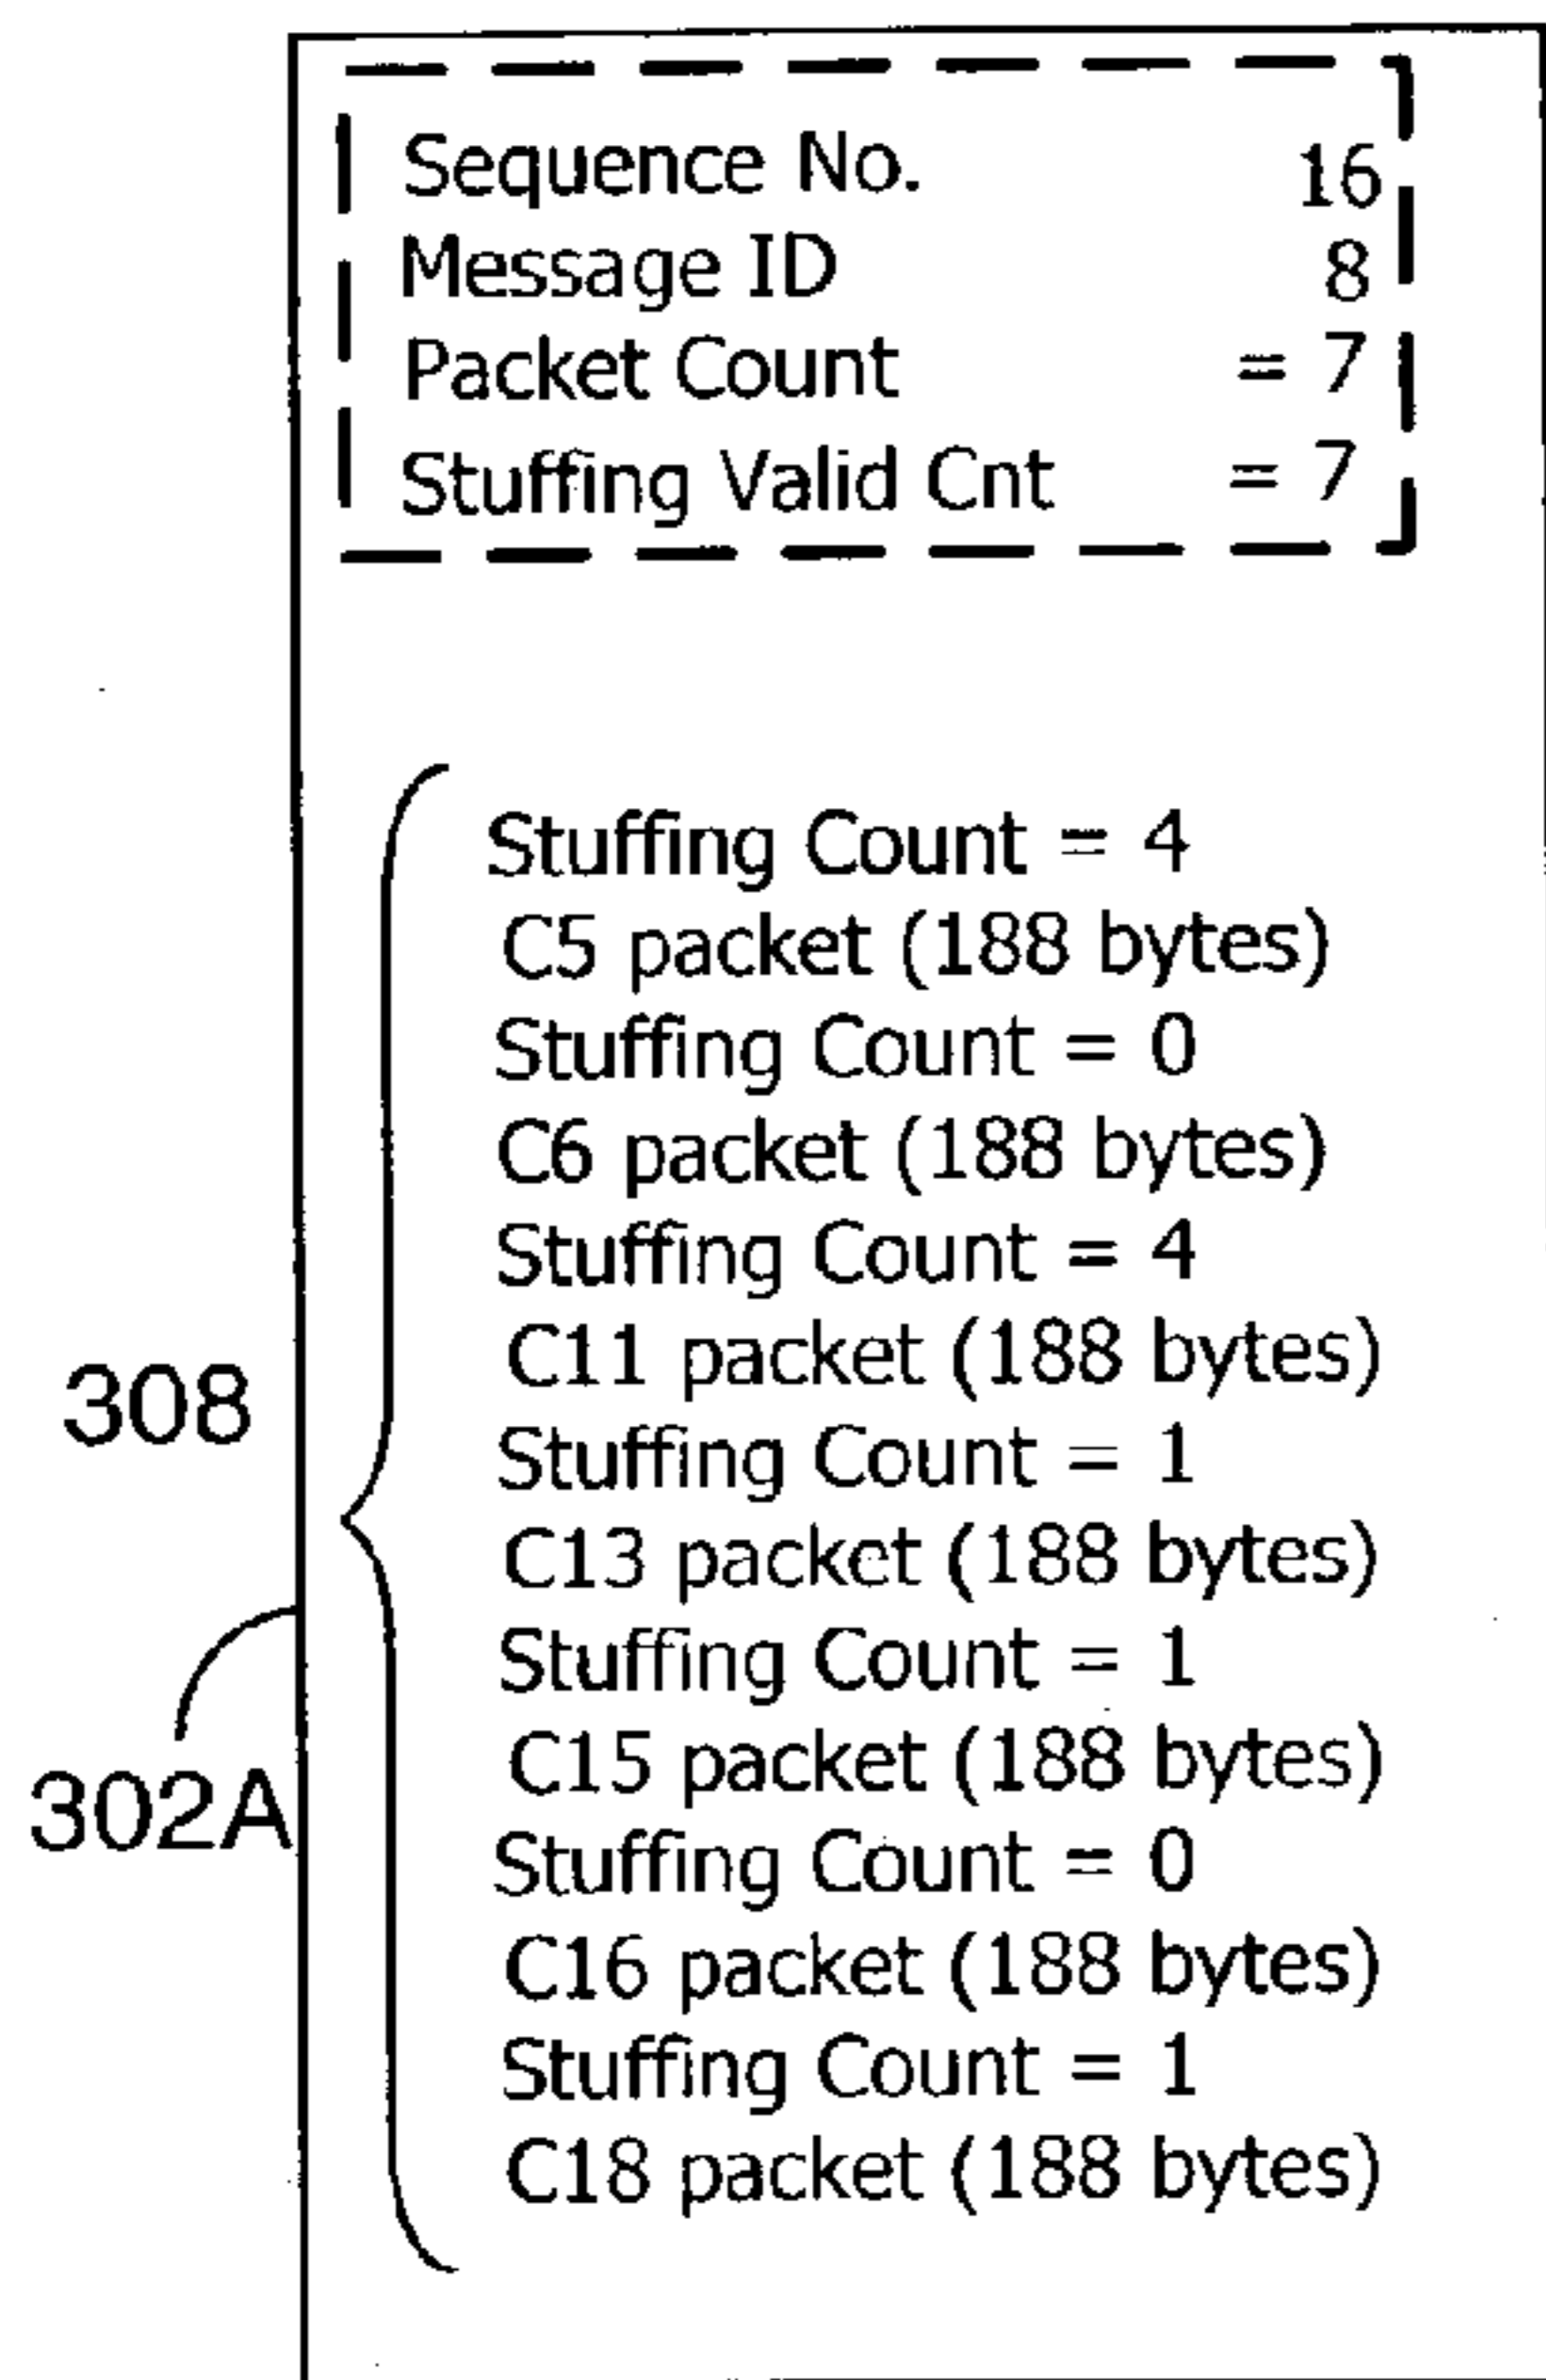 Sequence No. 16
Message ID 8
Packet Count = 7
Stuffing Valid Cnt = 7
Stuffing Count = 4
C5 packet (188 bytes)
Stuffing Count = 0
C6 packet (188 bytes)
Stuffing Count = 4
C11 packet (188 bytes)
Stuffing Count = 1
C13 packet (188 bytes)
Stuffing Count = 1
C15 packet (188 bytes)
Stuffing Count = 0
C16 packet (188 bytes)
Stuffing Count = 1
C18 packet (188 bytes)
308
302A